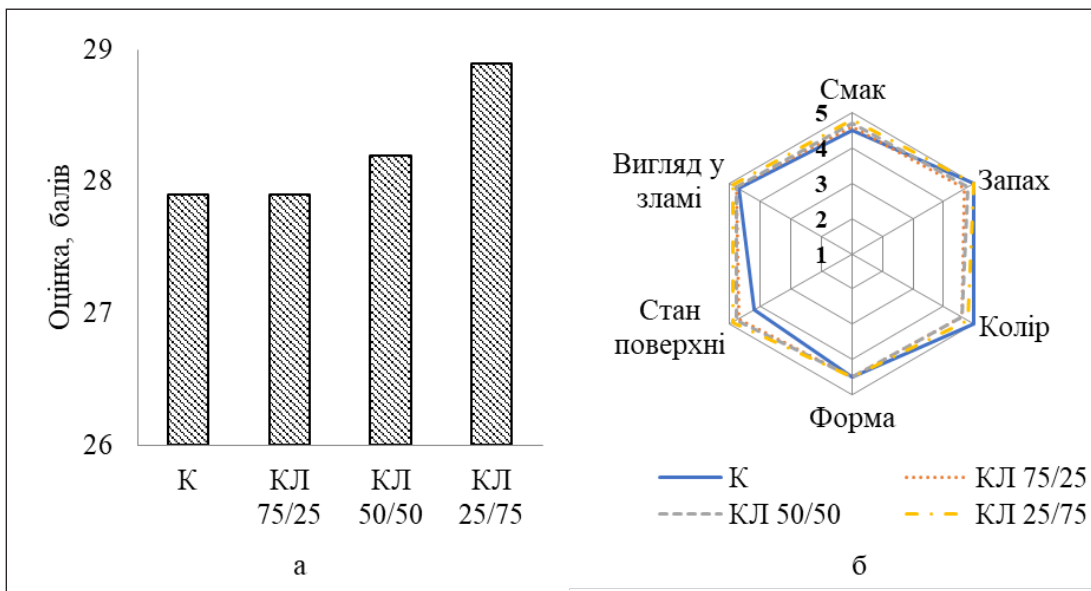 Оцінка, балів
29
28
27
26
К
КЛ
75/25
КЛ
50/50
КЛ
25/75
а
Смак
5
4
3
2
1
Запах
Колір
Форма
Стан
поверхні
Вигляд у
зламі
К
КЛ 75/25
КЛ 50/50
КЛ 25/75
б